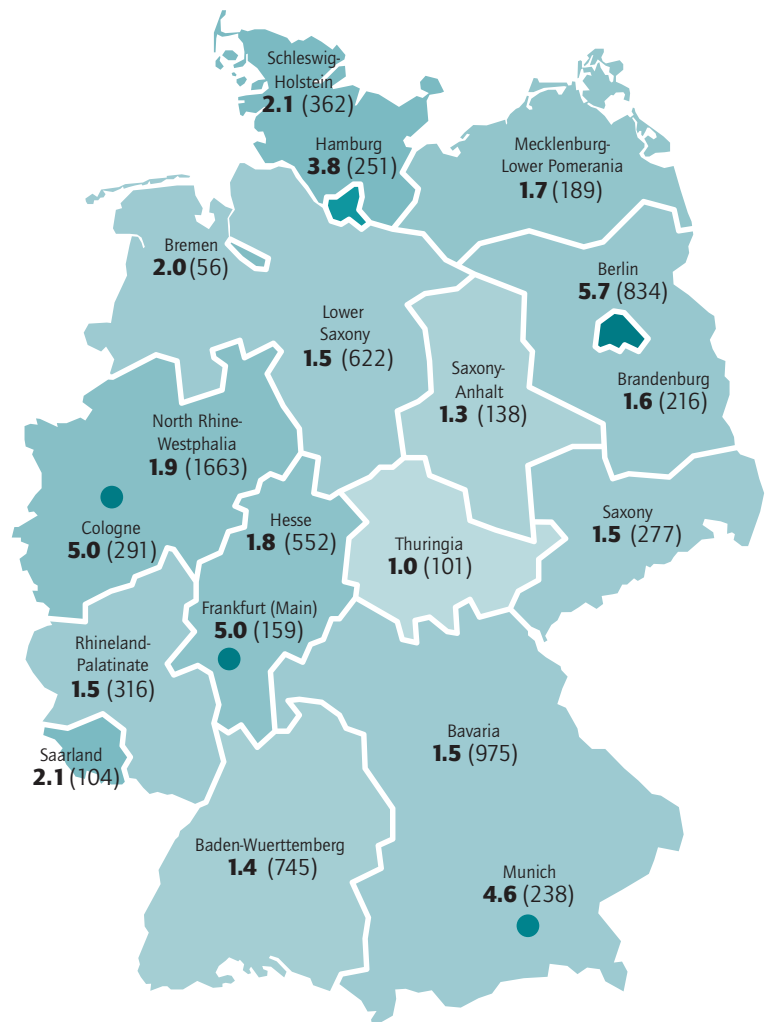 Schleswig-
Holstein
2.1 (362)
Hamburg
3.8 (251)
Mecklenburg-
Lower Pomerania
1.7 (189)
Bremen
2.0 (56)
Berlin
5.7 (834)
Lower
Saxony
1.5 (622)
Saxony-
Anhalt
1.3 (138)
Brandenburg
1.6 (216)
North Rhine-
Westphalia
1.9 (1663)
Cologne
5.0 (291)
Hesse
1.8 (552)
Thuringia
1.0 (101)
Saxony
1.5 (277)
Frankfurt (Main)
5.0 (159)
Rhineland-
Palatinate
1.5 (316)
Saarland
2.1 (104)
Bavaria
1.5 (975)
Baden-Wuerttemberg
1.4 (745)
Munich
4.6 (238)